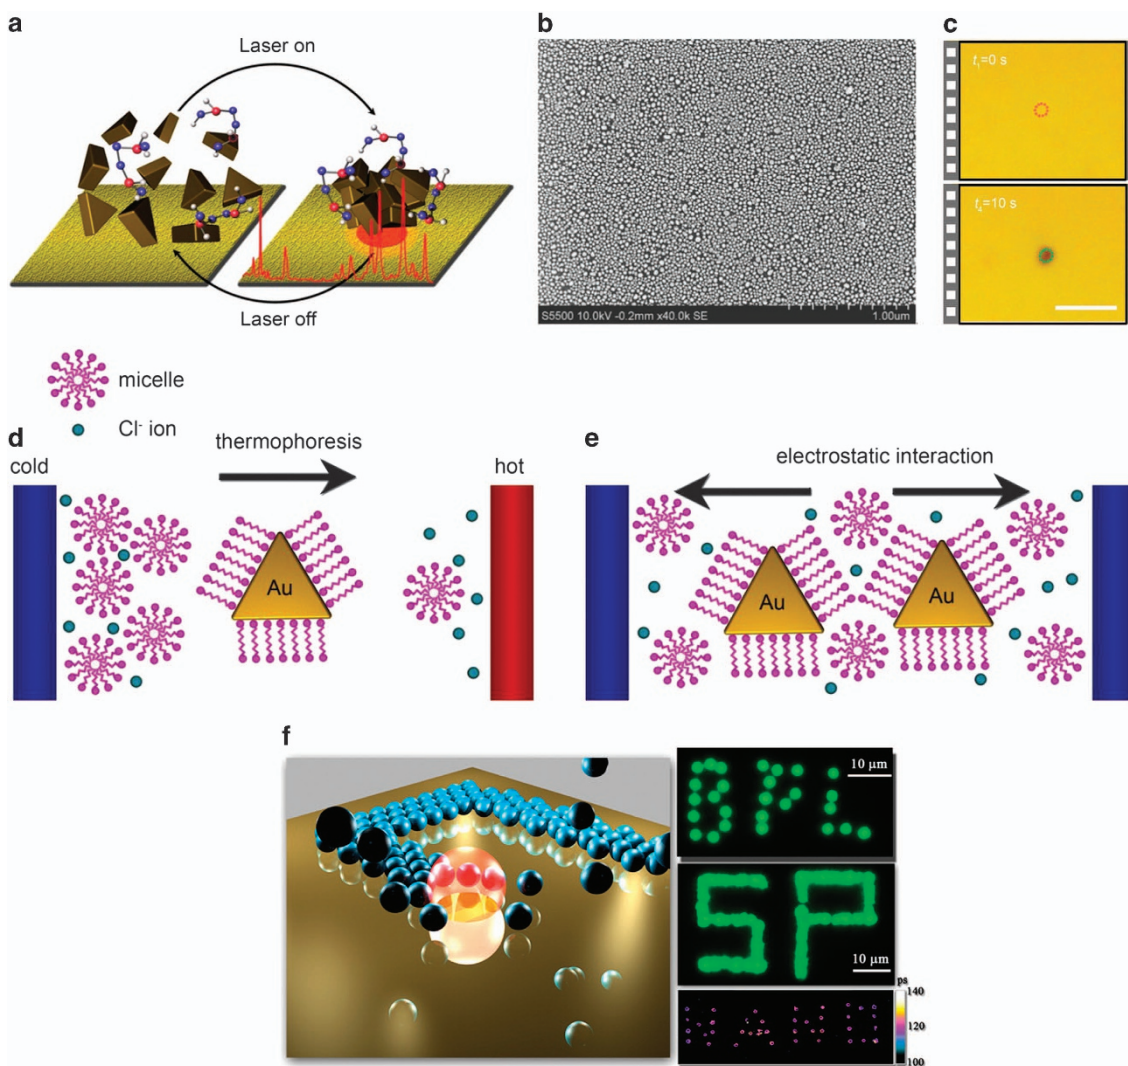 a
Laser on
Laser off
b
S5500 10.0kV -0.2mm x40.0k SE
1.00um
c
t₁=0 s
t₂=10 s
micelle
Cl⁻ ion
d
cold
thermophoresis
hot
Au
e
electrostatic interaction
Au
Au
f
10 µm
BPL
SP
10 µm
NANO
ps
140
120
100